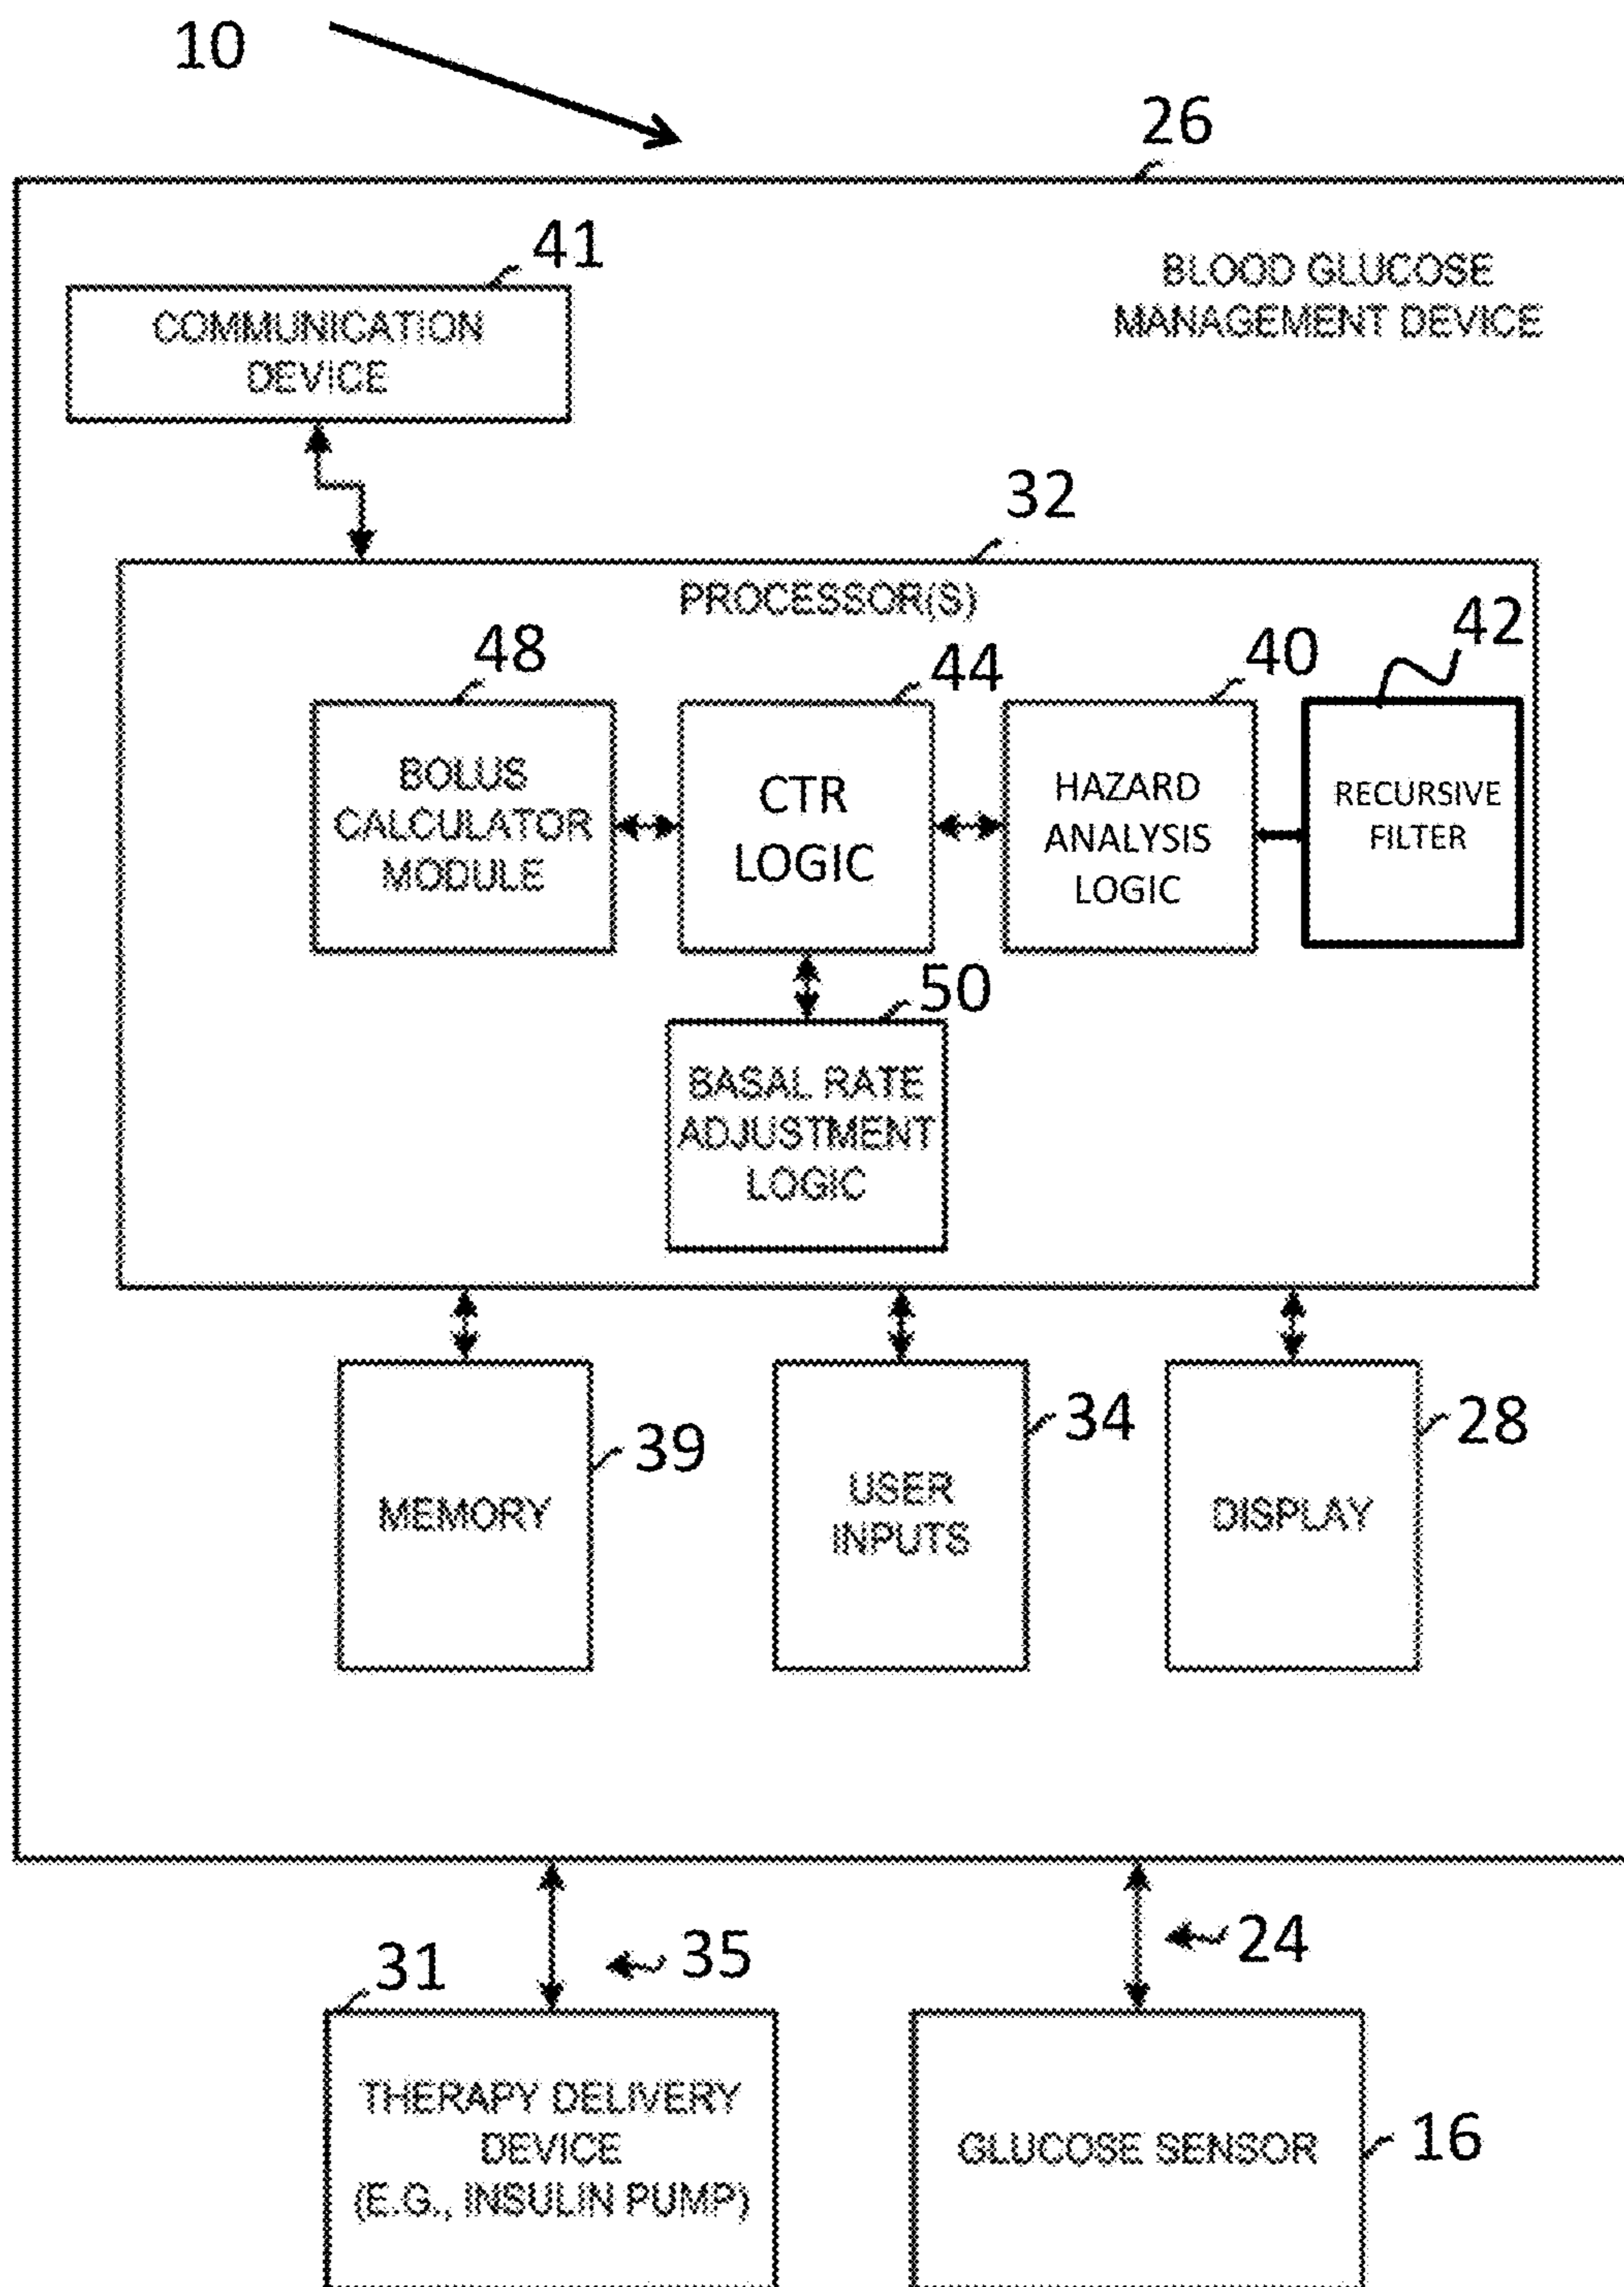 10
26
41
BLOOD GLUCOSE
MANAGEMENT DEVICE
COMMUNICATION
DEVICE
32
PROCESSOR(S)
48
44
40
42
BOLUS
CALCULATOR
MODULE
CTR
LOGIC
HAZARD
ANALYSIS
LOGIC
RECURSIVE
FILTER
50
BASAL RATE
ADJUSTMENT
LOGIC
MEMORY
39
USER
INPUTS
34
DISPLAY
28
35
24
31
THERAPY DELIVERY
DEVICE
(E.G., INSULIN PUMP)
GLUCOSE SENSOR
16